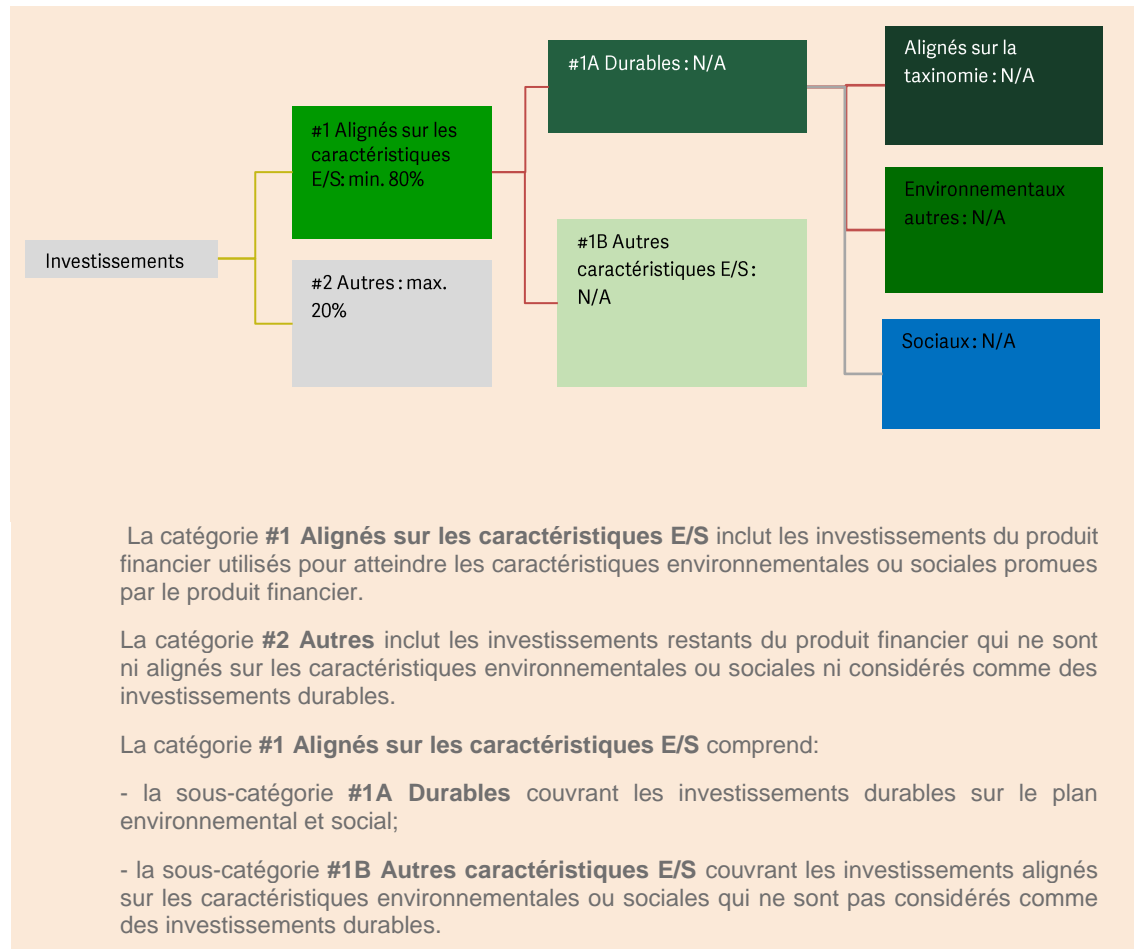 Investissements
#1 Alignés sur les
caractéristiques
E/S: min. 80%
#2 Autres : max.
20%
#1A Durables : N/A
#1B Autres
caractéristiques E/S :
N/A
Alignés sur la
taxinomie : N/A
Environnementaux
autres : N/A
Sociaux : N/A
La catégorie #1 Alignés sur les caractéristiques E/S inclut les investissements du produit
financier utilisés pour atteindre les caractéristiques environnementales ou sociales promues
par le produit financier.
La catégorie #2 Autres inclut les investissements restants du produit financier qui ne sont
ni alignés sur les caractéristiques environnementales ou sociales ni considérés comme des
investissements durables.
La catégorie #1 Alignés sur les caractéristiques E/S comprend:
- la sous-catégorie #1A Durables couvrant les investissements durables sur le plan
environnemental et social;
- la sous-catégorie #1B Autres caractéristiques E/S couvrant les investissements alignés
sur les caractéristiques environnementales ou sociales qui ne sont pas considérés comme
des investissements durables.